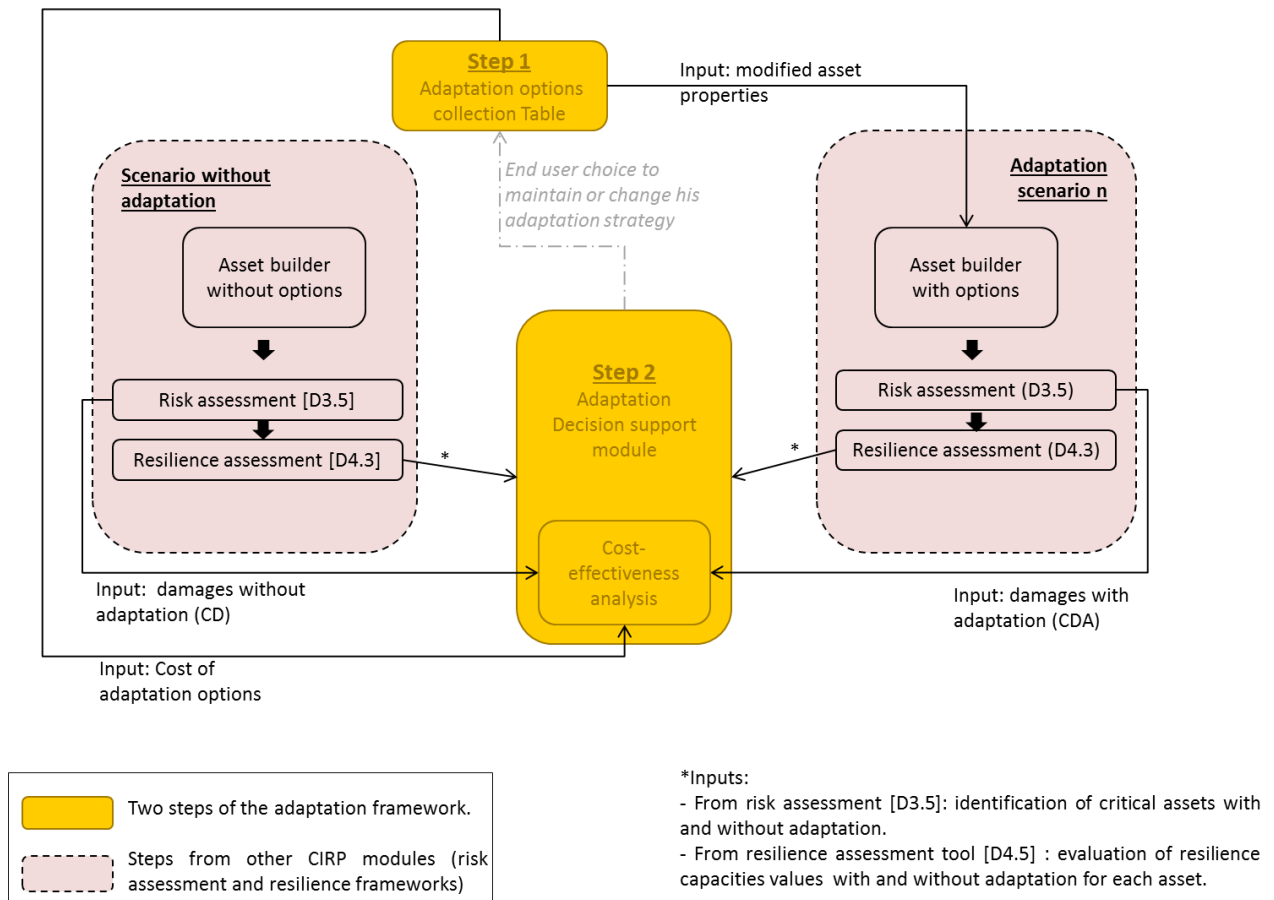 Step 1
Adaptation options
collection Table
Input: modified asset
properties
End user choice to
maintain or change his
adaptation strategy
Scenario without
adaptation
Asset builder
without options
Risk assessment [D3.5]
Resilience assessment [D4.3]
*
Adaptation
scenario n
Asset builder
with options
Risk assessment (D3.5)
Resilience assessment (D4.3)
*
Step 2
Adaptation
Decision support
module
Cost-
effectiveness
analysis
Input: damages without
adaptation (CD)
Input: damages with
adaptation (CDA)
Input: Cost of
adaptation options
Two steps of the adaptation framework.
Steps from other CIRP modules (risk
assessment and resilience frameworks)
*Inputs:
- From risk assessment [D3.5]: identification of critical assets with
and without adaptation.
- From resilience assessment tool [D4.5] : evaluation of resilience
capacities values with and without adaptation for each asset.